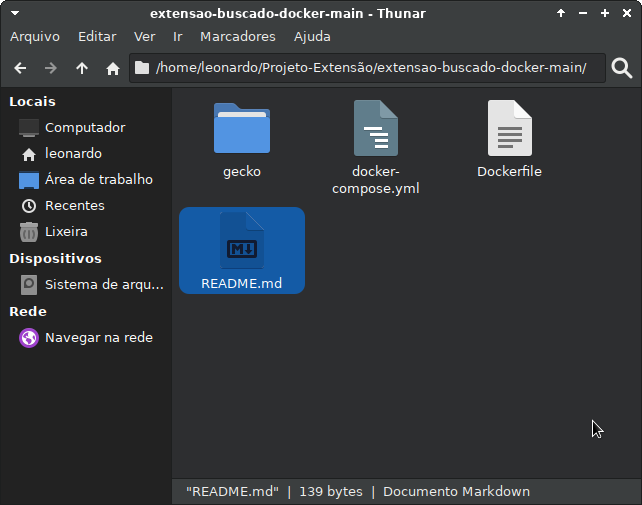 extensao-buscado-docker-main - Thunar
Arquivo Editar Ver Ir Marcadores Ajuda
/home/leonardo/Projeto-Extensão/extensao-buscado-docker-main/
Locais
Computador
leonardo
Área de trabalho
Recentes
Lixeira
Dispositivos
Sistema de arqu...
Rede
Navegar na rede
gecko
docker-
compose.yml
Dockerfile
M
README.md
"README.md" | 139 bytes | Documento Markdown